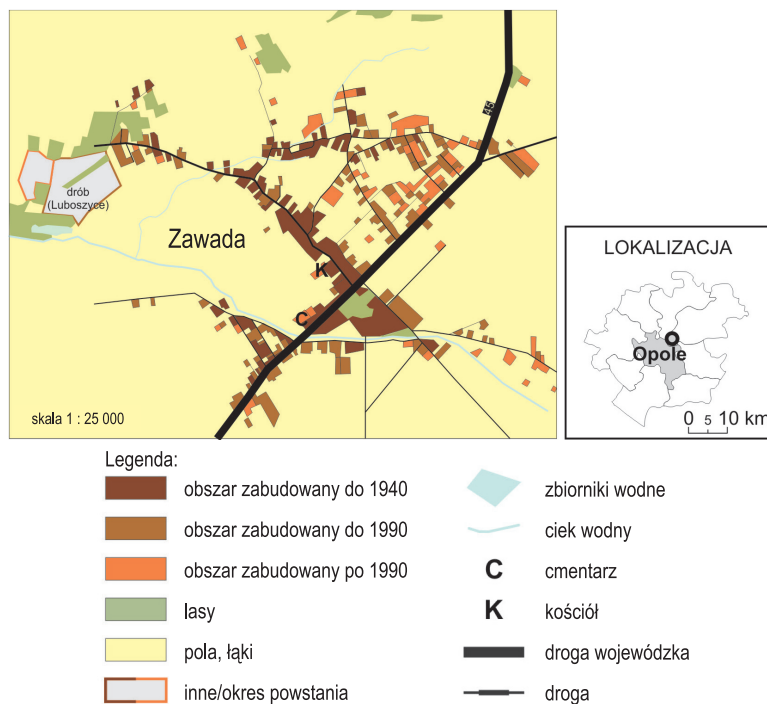 45
drób
(Luboszyce)
Zawada
K
C
skala 1 : 25 000
LOKALIZACJA
Opole
0 5 10 km
Legenda:
obszar zabudowany do 1940
obszar zabudowany do 1990
obszar zabudowany po 1990
lasy
pola, łąki
inne/okres powstania
zbiorniki wodne
ciek wodny
C cmentarz
K kościół
droga wojewódzka
droga